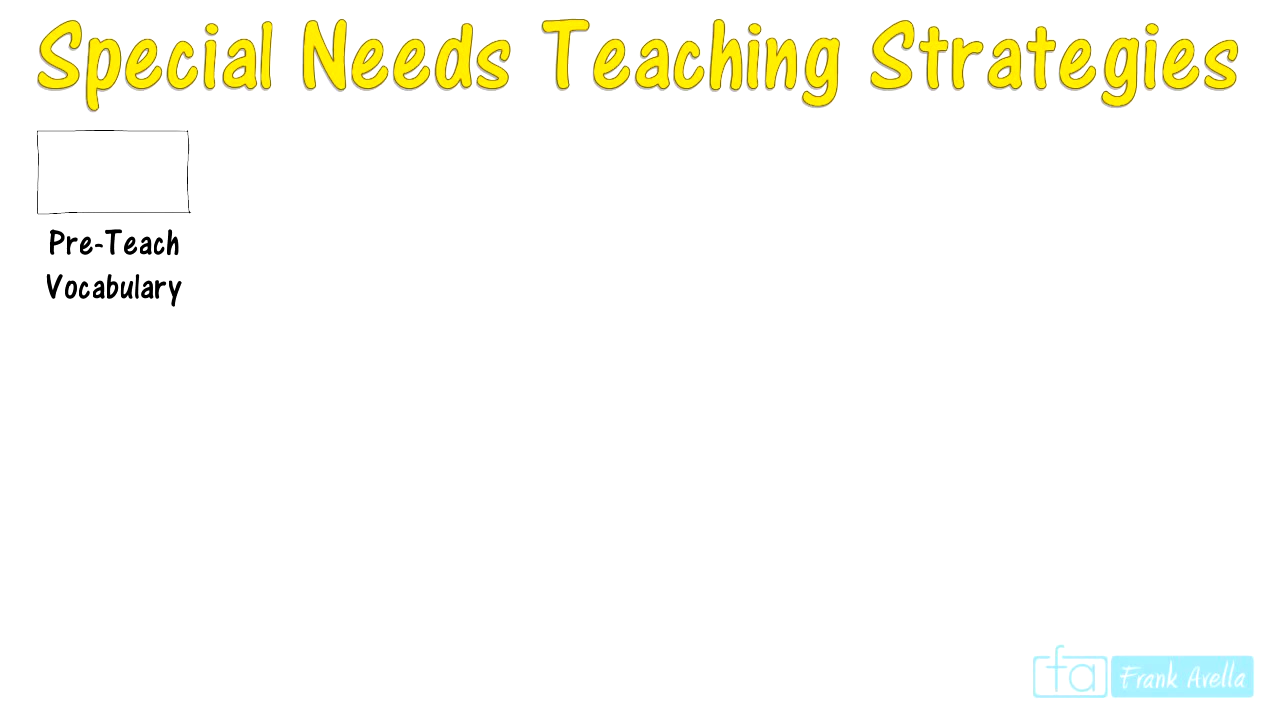 Special Needs Teaching Strategies
Pre-Teach
Vocabulary
fa Frank Avella